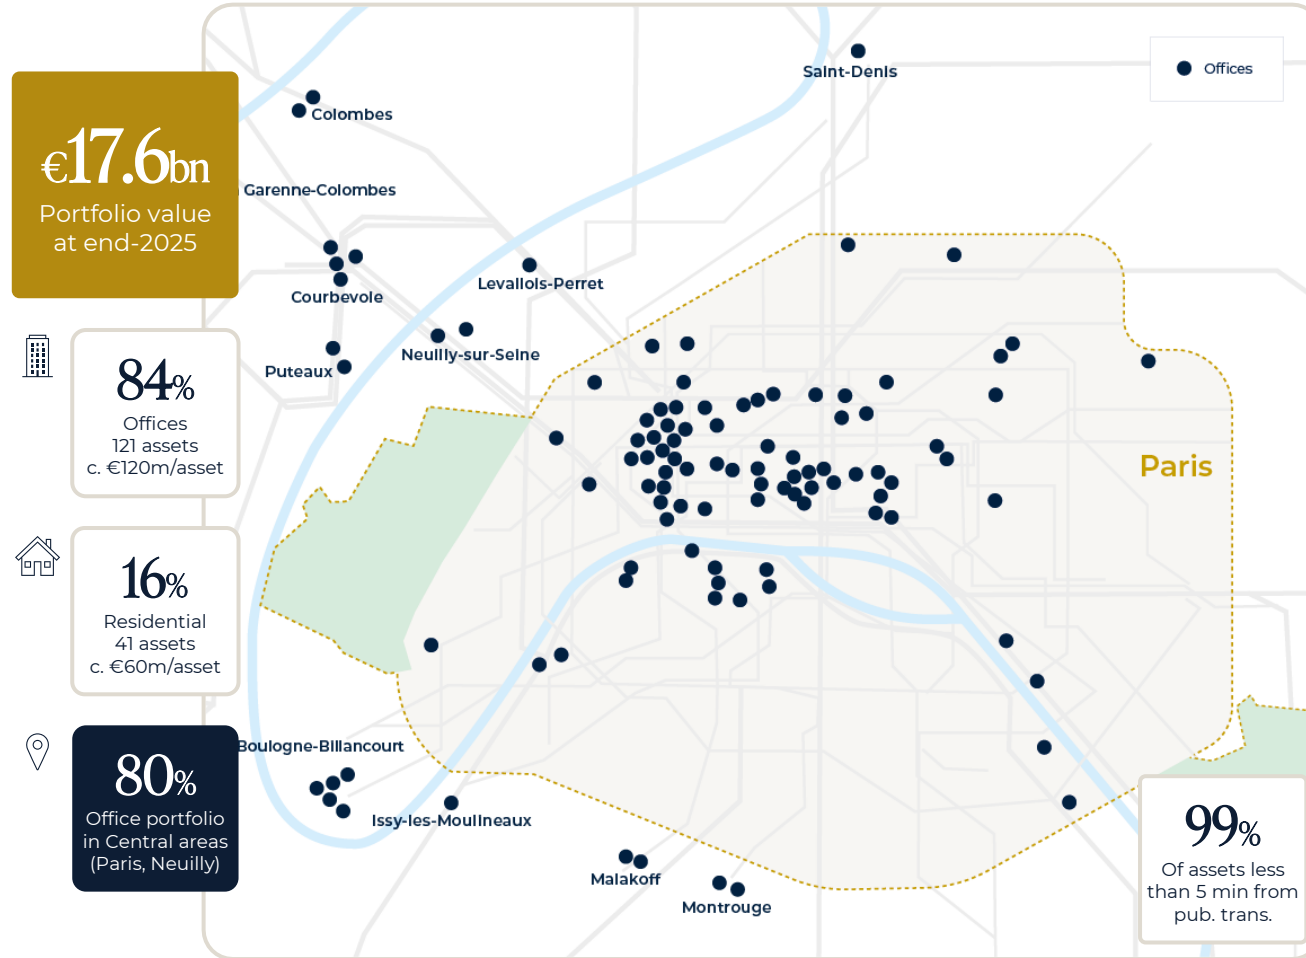 €17.6bn
Portfolio value
at end-2025
84%
Offices
121 assets
c. €120m/asset
16%
Residential
41 assets
c. €60m/asset
80%
Office portfolio
in Central areas
(Paris, Neuilly)
Saint-Denis
Offices
Colombes
Garenne-Colombes
Courbevoie
Levallois-Perret
Neuilly-sur-Seine
Puteaux
Paris
Boulogne-Billancourt
Issy-les-Moulineaux
Malakoff
Montrouge
99%
Of assets less
than 5 min from
pub. trans.